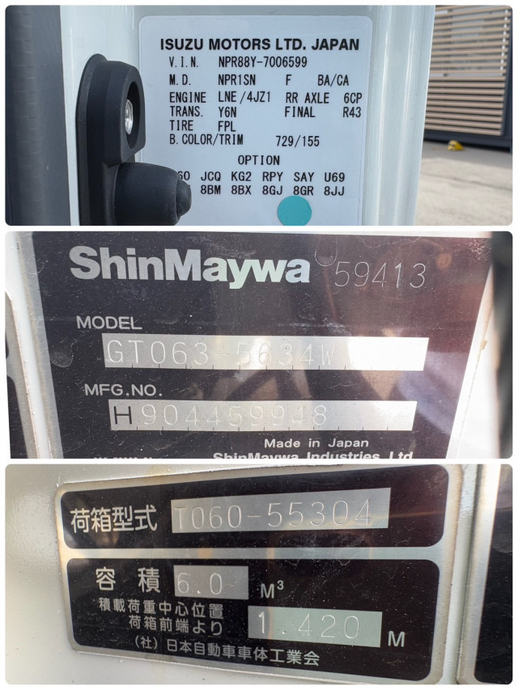 ISUZU MOTORS LTD. JAPAN
V.I.N. NPR88Y-7006599
M.D. NPR1SN F BA/CA
ENGINE LNE/4JZ1 RR AXLE 6CP
TRANS. Y6N FINAL R43
TIRE FPL
B.COLOR/TRIM 729/155
OPTION
JCQ KG2 RPY SAY U69
8BM 8BX 8GJ 8GR 8JJ
ShinMaywa 59413
MODEL
GT063-5634W
MFG.NO.
H904459948
Made in Japan
ShinMaywa Industries Ltd
荷箱型式 T060-55304
容積 6.0 M³
積載荷重中心位置
荷箱前端より 1.420 M
(社)日本自動車車体工業会